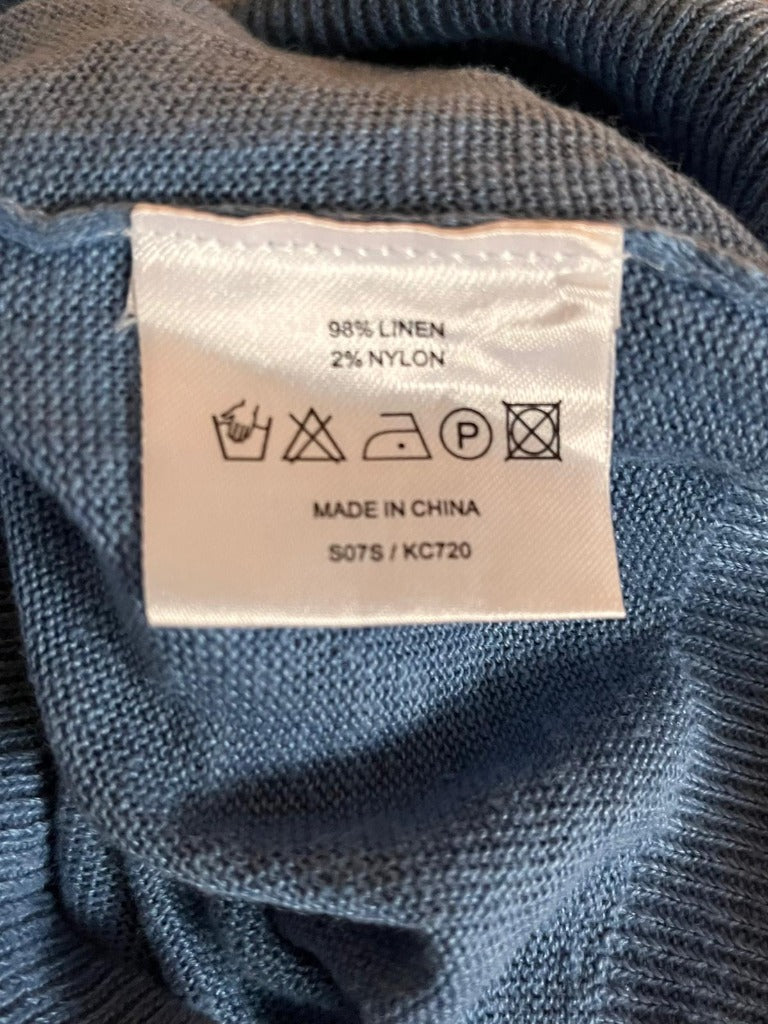 98% LINEN
2% NYLON
P
MADE IN CHINA
S07S / KC720